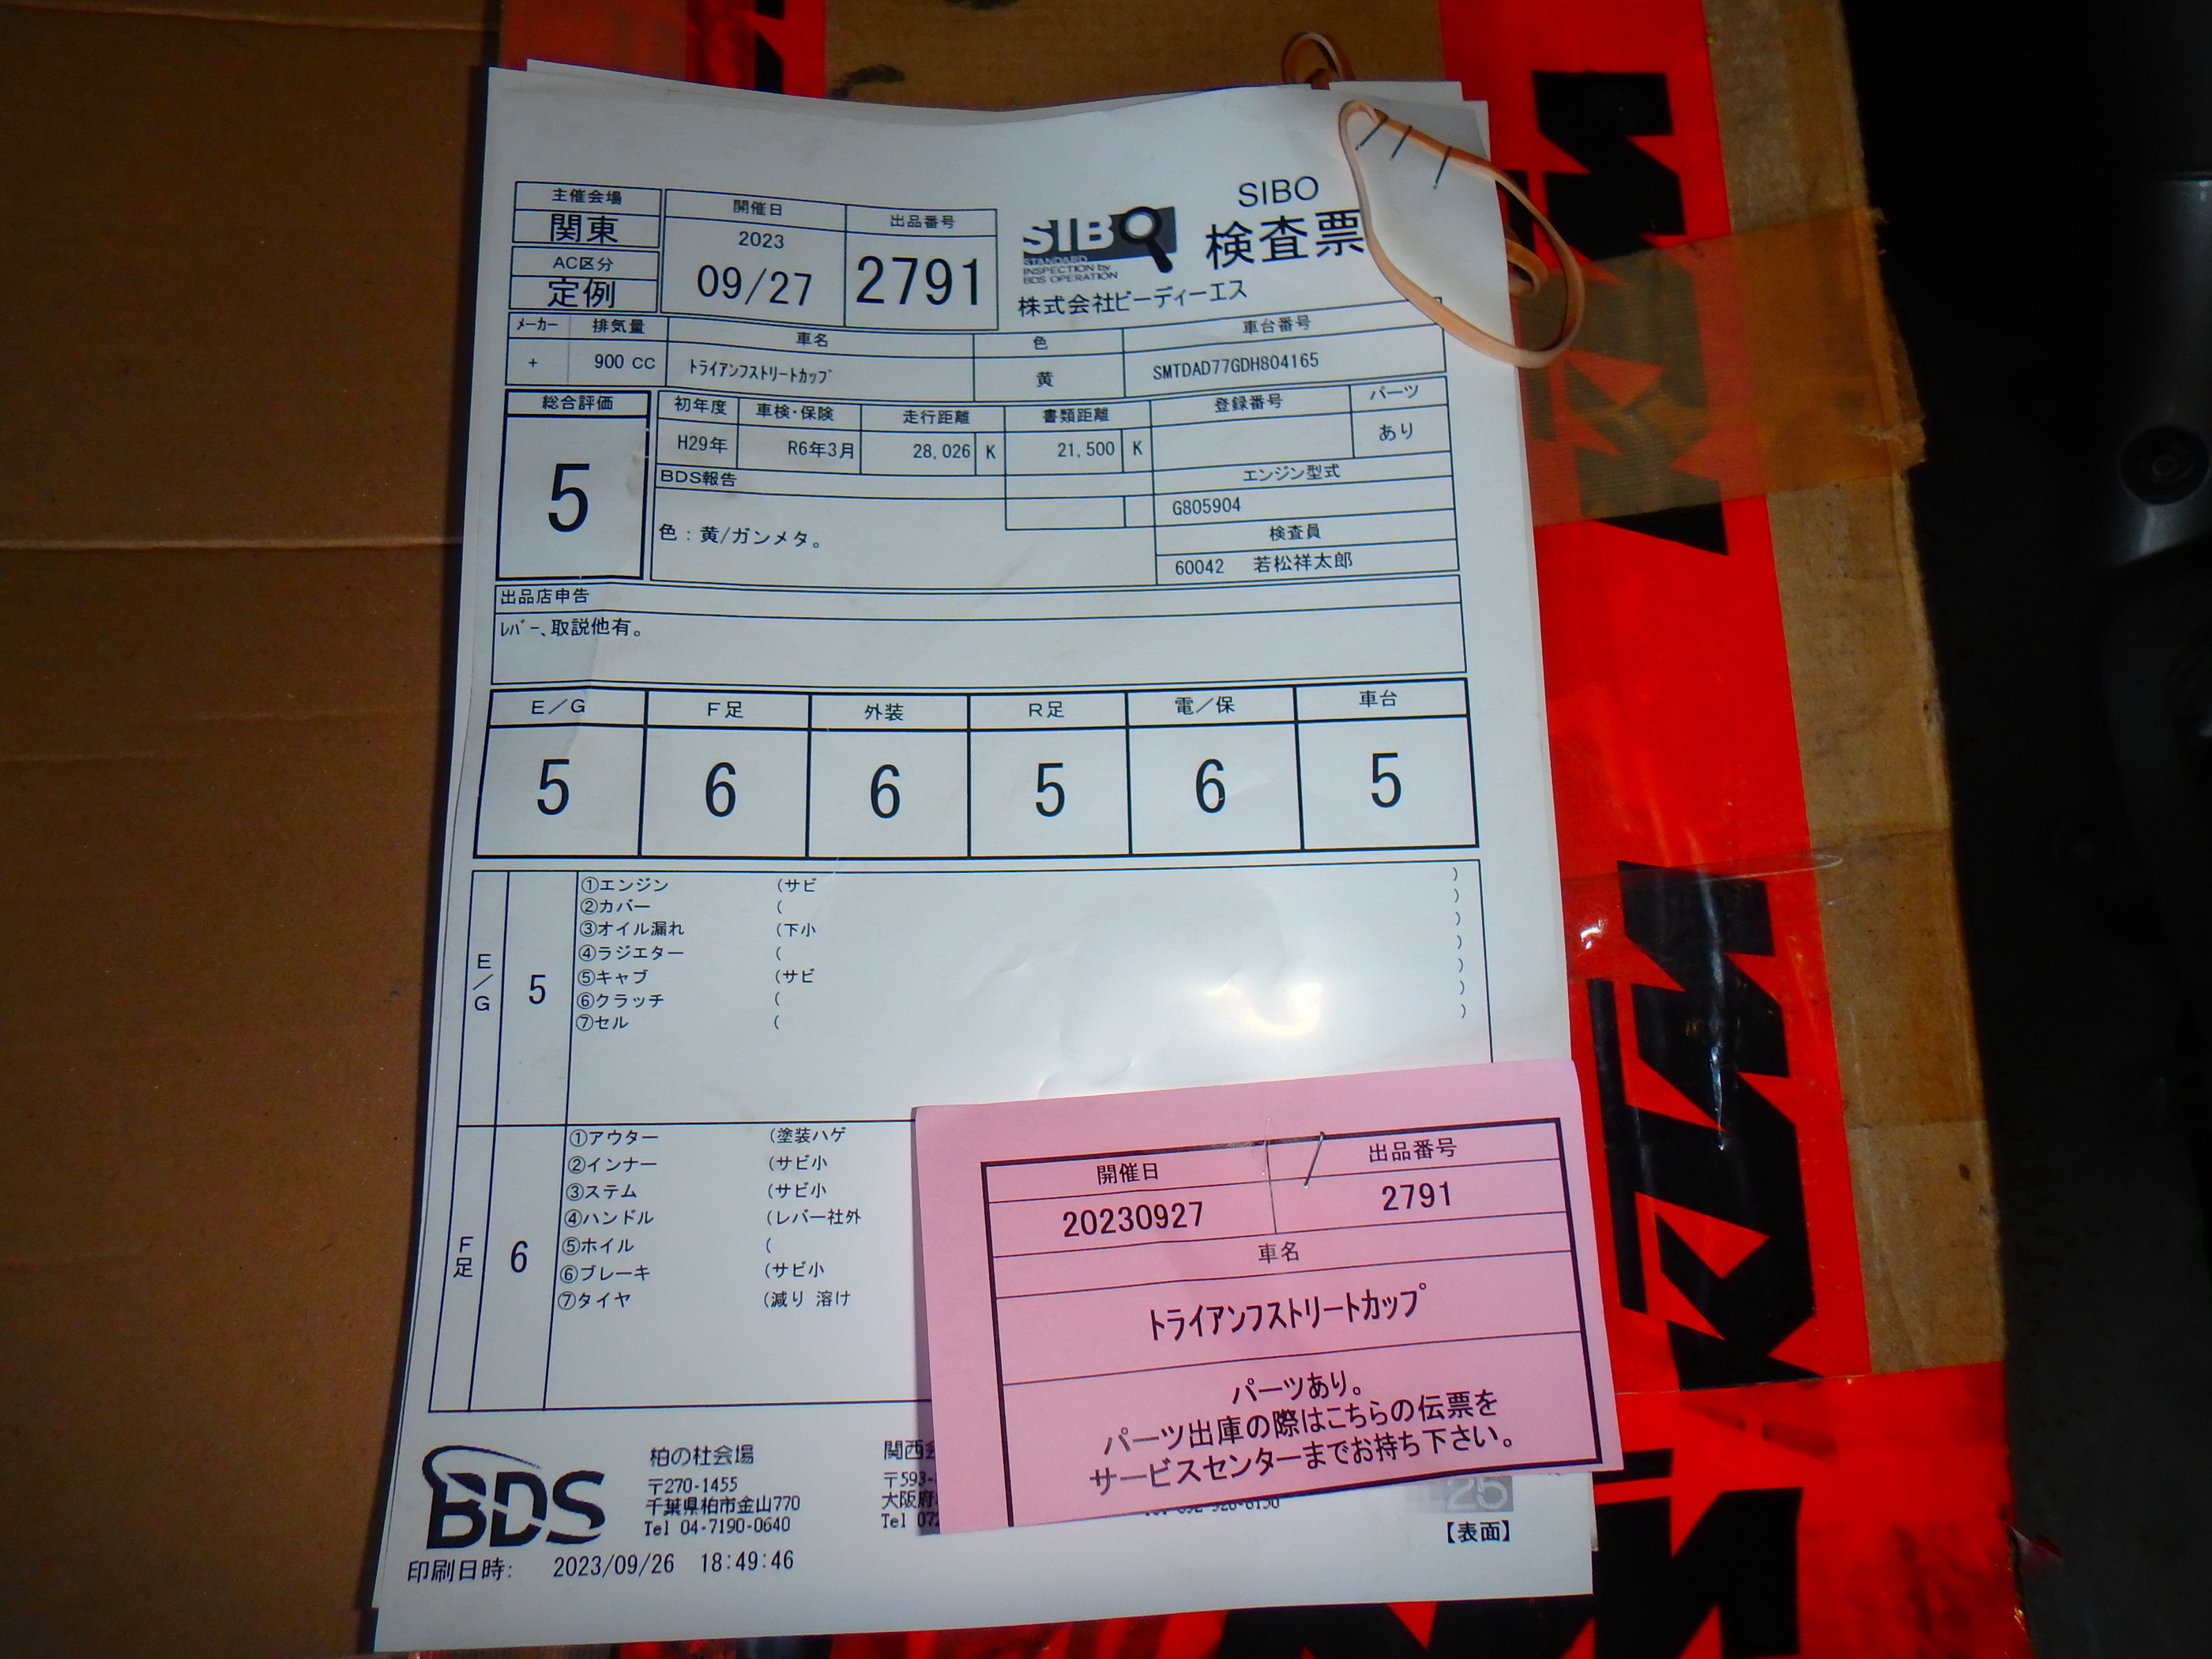 主催会場
関東
AC区分
定例
開催日
2023
09/27
出品番号
2791
SIBO
STANDARD
INSPECTION by
BDS OPERATION
SIBO
検査票
株式会社ビーディーエス
メーカー 排気量 車名 色 車台番号
+ 900 CC ﾄﾗｲｱﾝﾌｽﾄﾘｰﾄｶｯﾌﾟ 黄 SMTDAD77GDH804165
総合評価
5
初年度 車検・保険 走行距離 書類距離 登録番号 パーツ
H29年 R6年3月 28,026 K 21,500 K あり
BDS報告
色：黄/ガンメタ。
エンジン型式
G805904
検査員
60042 若松祥太郎
出品店申告
ﾚﾊﾞｰ、取説他有。
E／G F足 外装 R足 電／保 車台
5 6 6 5 6 5
E／G 5
①エンジン (サビ )
②カバー ( )
③オイル漏れ (下小 )
④ラジエター ( )
⑤キャブ (サビ )
⑥クラッチ ( )
⑦セル ( )
F足 6
①アウター (塗装ハゲ
②インナー (サビ小
③ステム (サビ小
④ハンドル (レバー社外
⑤ホイル (
⑥ブレーキ (サビ小
⑦タイヤ (減り 溶け
開催日 出品番号
20230927 2791
車名
ﾄﾗｲｱﾝﾌｽﾄﾘｰﾄｶｯﾌﾟ
パーツあり。
パーツ出庫の際はこちらの伝票を
サービスセンターまでお持ち下さい。
BDS
柏の杜会場
〒270-1455
千葉県柏市金山770
Tel 04-7190-0640
関西
〒593-
大阪府
Tel 072
25
【表面】
印刷日時: 2023/09/26 18:49:46